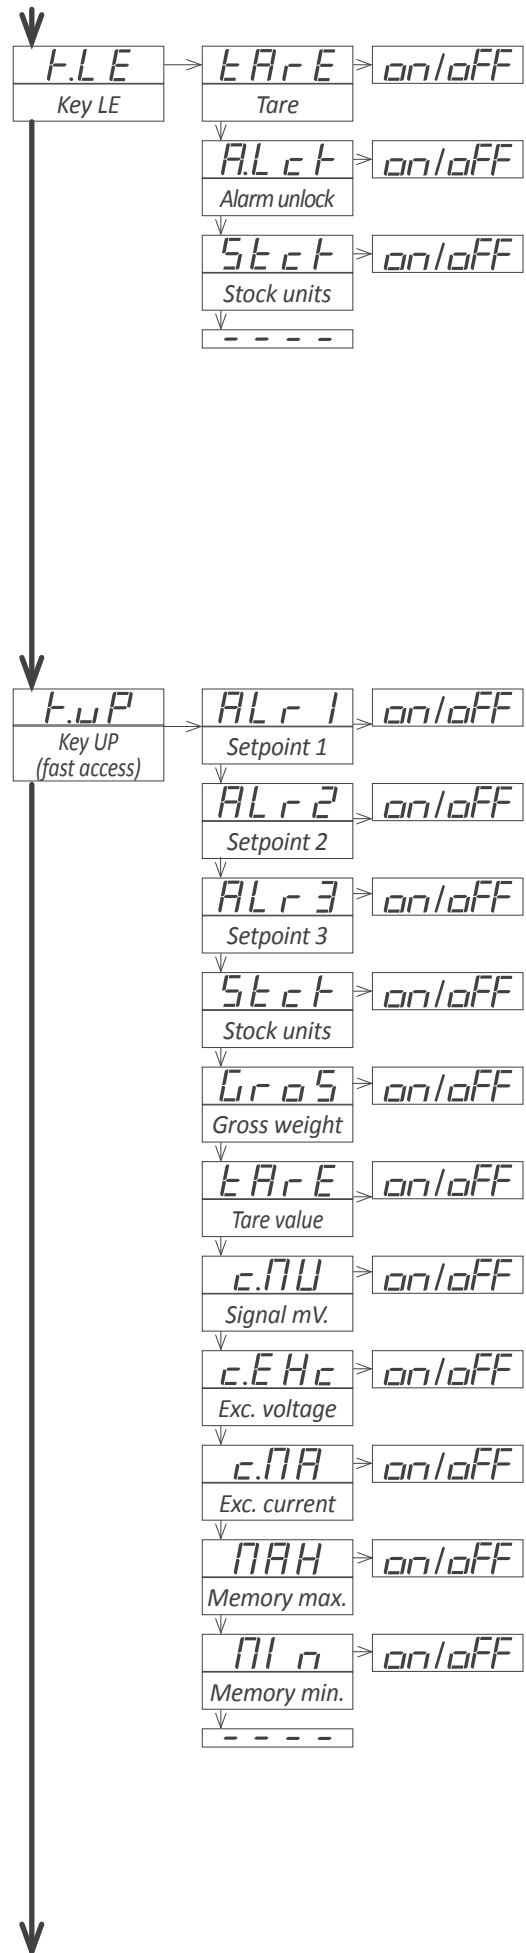 K.LE tArE on/oFF
Key LE Tare
A.LcK on/oFF
Alarm unlock
StcK on/oFF
Stock units
- - - -
K.uP ALr1 on/oFF
Key UP Setpoint 1
(fast access)
ALr2 on/oFF
Setpoint 2
ALr3 on/oFF
Setpoint 3
StcK on/oFF
Stock units
GroS on/oFF
Gross weight
tArE on/oFF
Tare value
c.MV on/oFF
Signal mV.
c.EHc on/oFF
Exc. voltage
c.MA on/oFF
Exc. current
MAH on/oFF
Memory max.
MIn on/oFF
Memory min.
- - - -